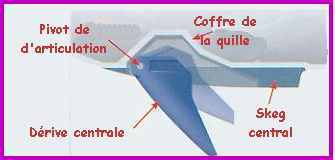 Pivot de
d'articulation
Coffre de
la quille
Dérive centrale
Skeg
central